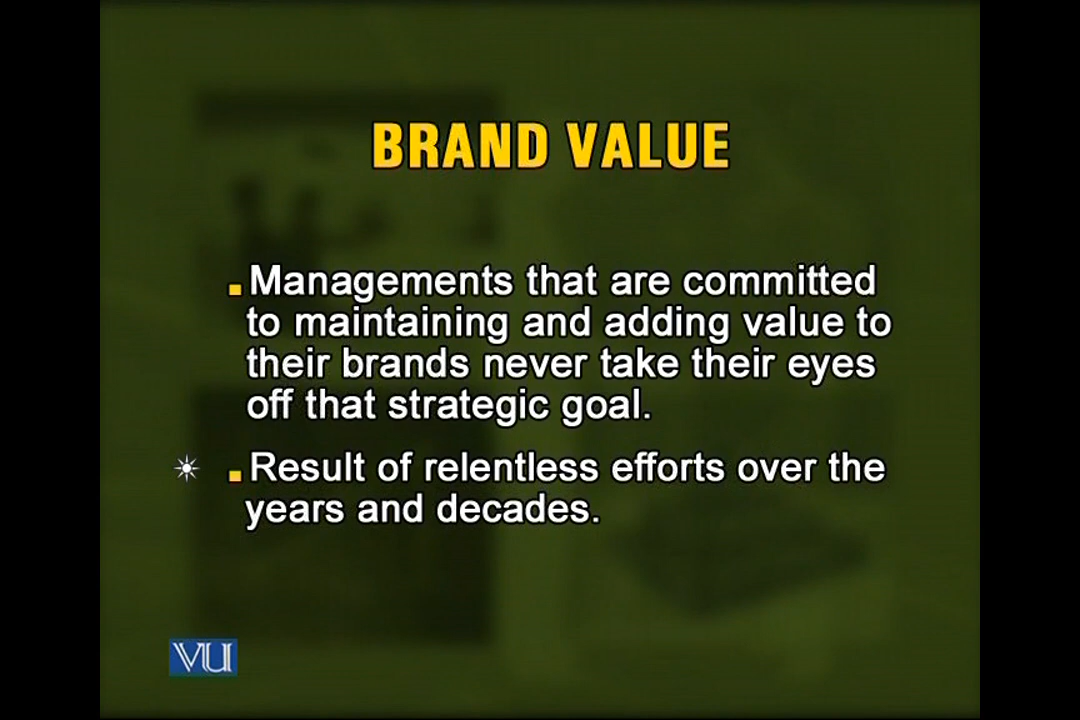 BRAND VALUE
Managements that are committed
to maintaining and adding value to
their brands never take their eyes
off that strategic goal.
Result of relentless efforts over the
years and decades.
VU